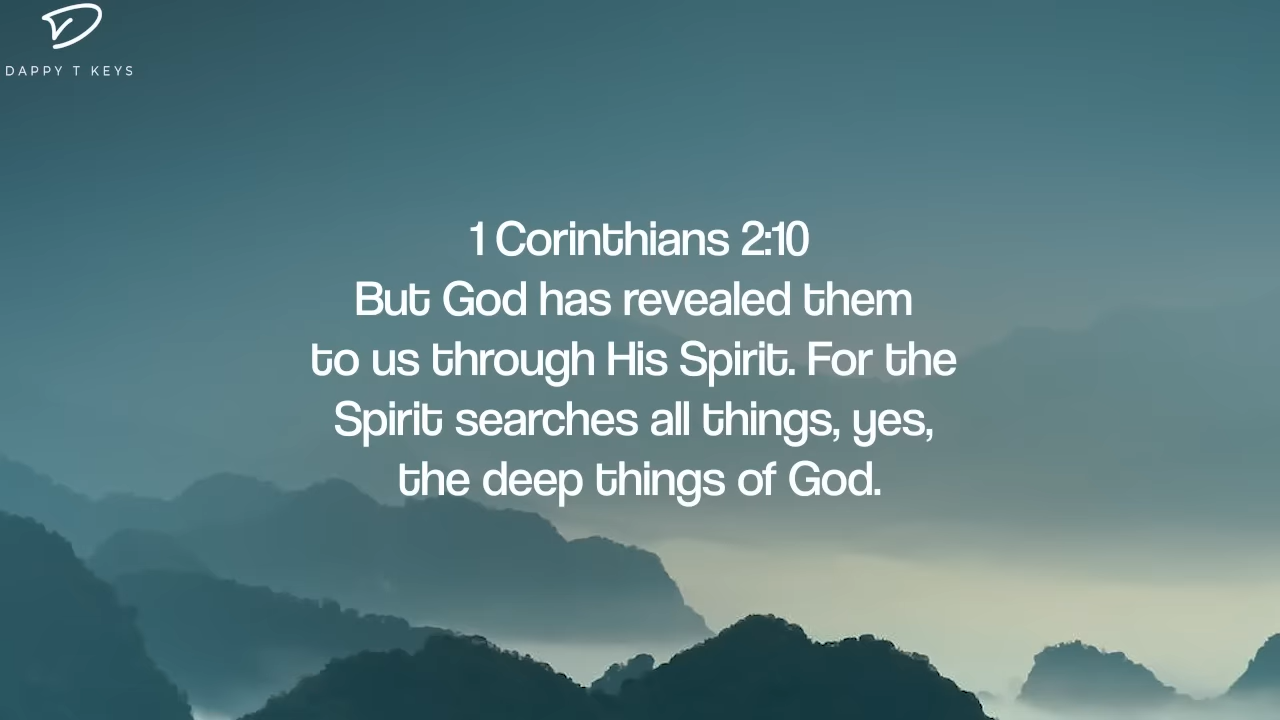 DAPPY T KEYS
1 Corinthians 2:10
But God has revealed them
to us through His Spirit. For the
Spirit searches all things, yes,
the deep things of God.